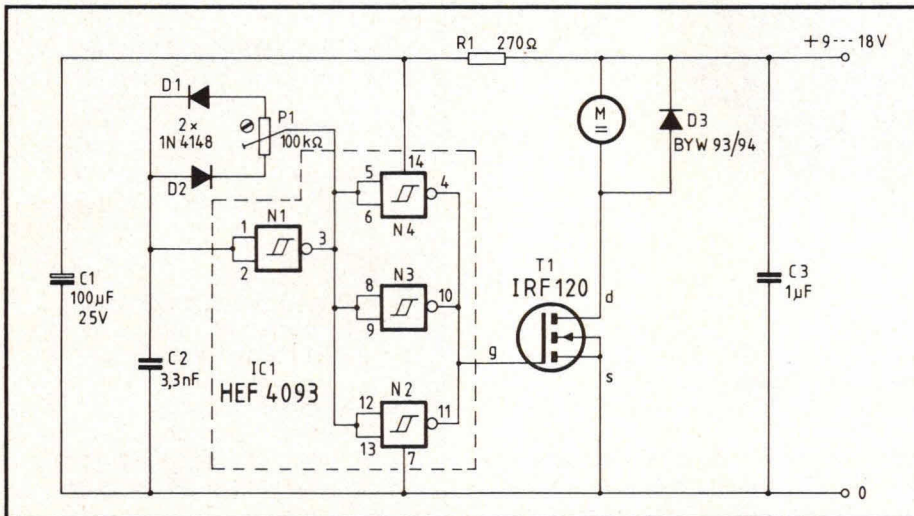 R1 270Ω
+9---18V
D1
2×
1N4148
D2
P1
100kΩ
M
D3
BYW 93/94
14
5
6
4
N4
N1
1
2
3
N3
8
9
10
T1
IRF120
d
g
s
C1
100µF
25V
C2
3,3nF
IC1
HEF 4093
N2
12
13
11
7
C3
1µF
0